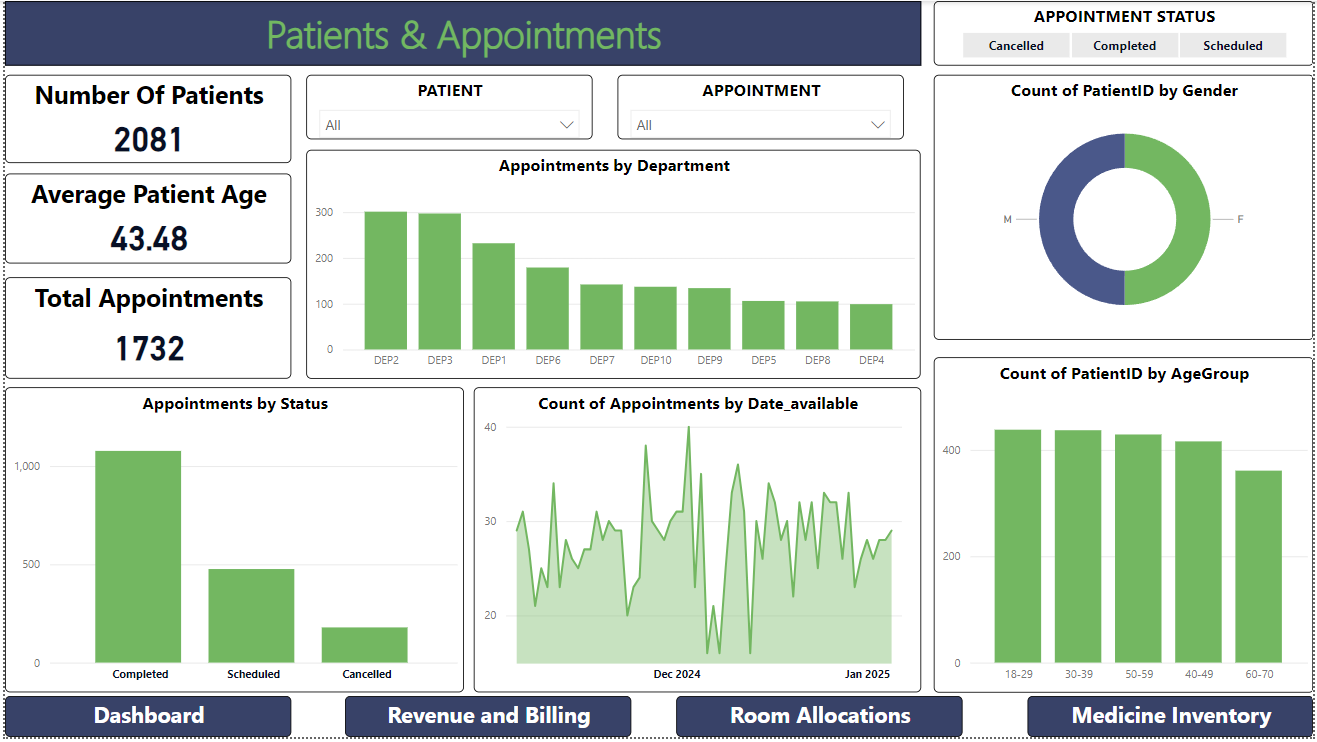 Patients & Appointments
APPOINTMENT STATUS
Cancelled
Completed
Scheduled
Number Of Patients
2081
Average Patient Age
43.48
Total Appointments
1732
PATIENT
All
APPOINTMENT
All
Appointments by Department
300
200
100
0
DEP2
DEP3
DEP1
DEP6
DEP7
DEP10
DEP9
DEP5
DEP8
DEP4
Count of PatientID by Gender
M
F
Appointments by Status
1,000
500
0
Completed
Scheduled
Cancelled
Count of Appointments by Date_available
40
30
20
Dec 2024
Jan 2025
Count of PatientID by AgeGroup
400
200
0
18-29
30-39
50-59
40-49
60-70
Dashboard
Revenue and Billing
Room Allocations
Medicine Inventory